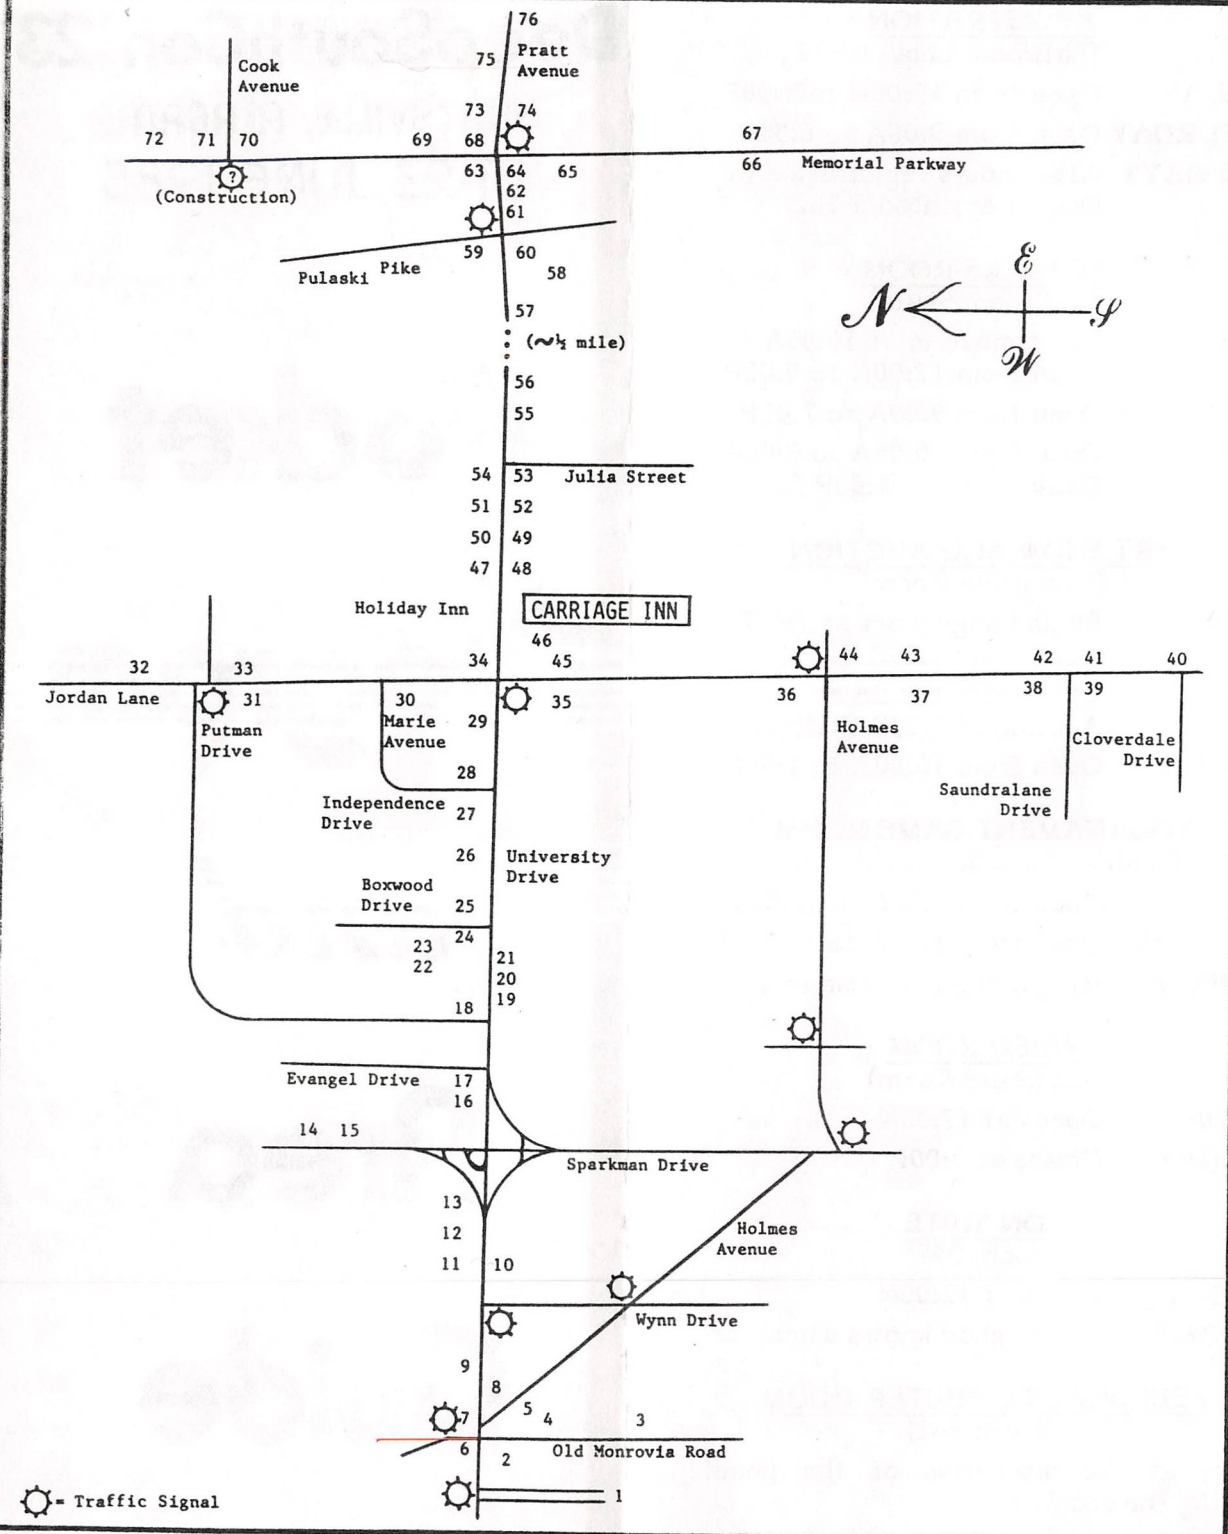 76
75
Pratt
Avenue
Cook
Avenue
73 74
72 71 70 69 68 67
63 64 65 66 Memorial Parkway
?
(Construction)
62
61
59 60
Pulaski Pike
58
57
(~½ mile)
E
N S
W
56
55
54 53 Julia Street
51 52
50 49
47 48
Holiday Inn CARRIAGE INN
46
32 33 34 45 44 43 42 41 40
Jordan Lane 31 30 29 35 36 37 38 39
Putman
Drive
Marie
Avenue
Holmes
Avenue
Cloverdale
Drive
28
Saundralane
Drive
Independence
Drive
27
26
University
Drive
Boxwood
Drive
25
24
23
22
21
20
19
18
Evangel Drive 17
16
14 15
Sparkman Drive
13
12
11 10
Holmes
Avenue
Wynn Drive
9
8
7 5 4 3
6 2 Old Monrovia Road
1
= Traffic Signal